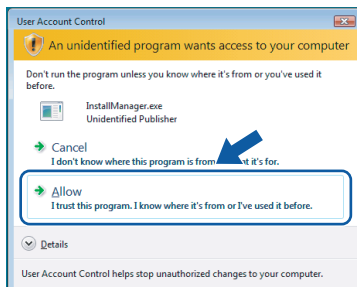 User Account Control
An unidentified program wants access to your computer
Don't run the program unless you know where it's from or you've used it
before.
InstallManager.exe
Unidentified Publisher
Cancel
I don't know where this program is from it's for.
Allow
I trust this program. I know where it's from or I've used it before.
Details
User Account Control helps stop unauthorized changes to your computer.